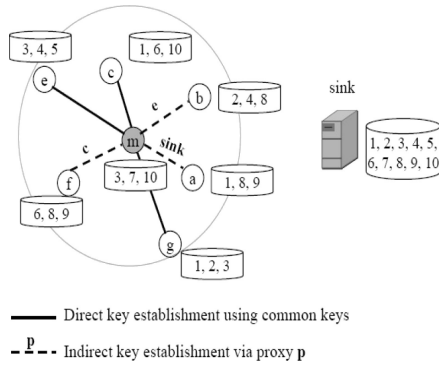 3, 4, 5
1, 6, 10
c
e
e
b
2, 4, 8
sink
m
c
sink
1, 2, 3, 4, 5,
6, 7, 8, 9, 10
3, 7, 10
a
1, 8, 9
f
6, 8, 9
g
1, 2, 3
Direct key establishment using common keys
p
Indirect key establishment via proxy p